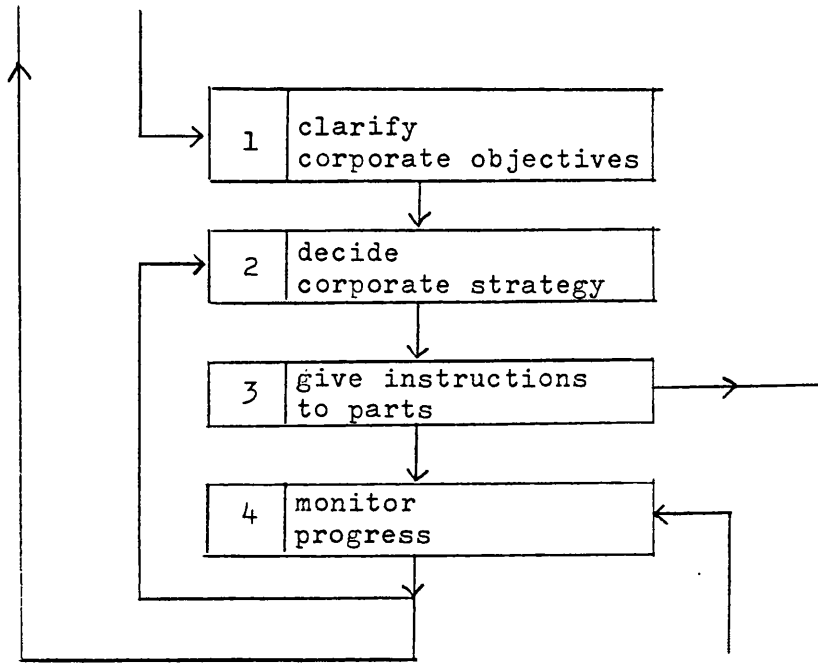 1
clarify
corporate objectives
2
decide
corporate strategy
3
give instructions
to parts
4
monitor
progress